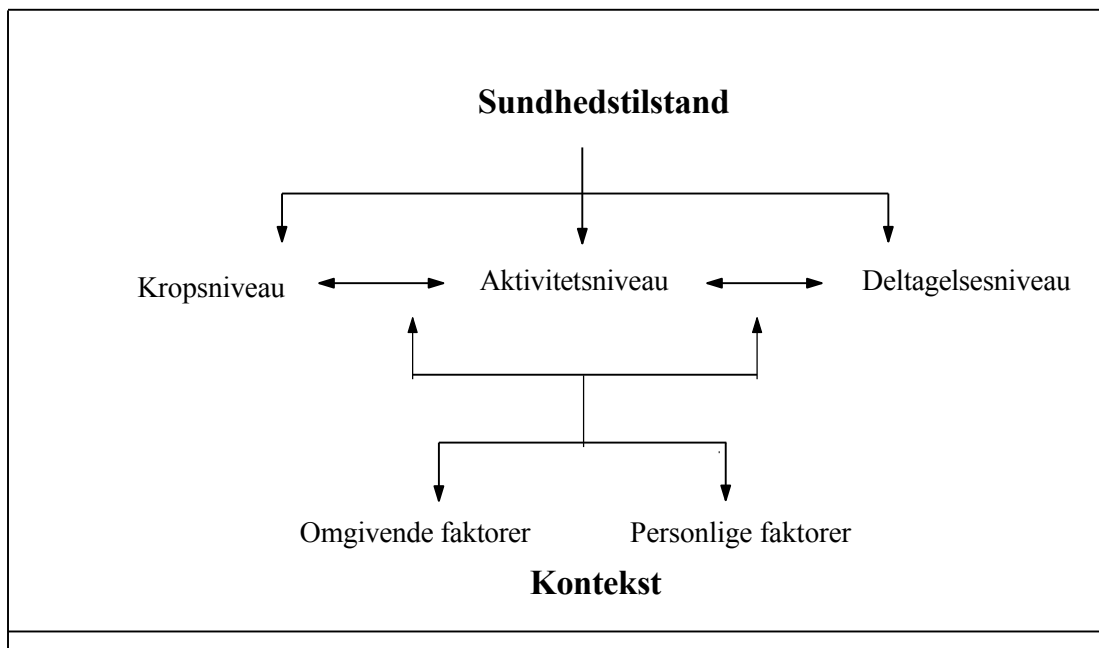 Sundhedstilstand
Kropsniveau Aktivitetsniveau Deltagelsesniveau
Omgivende faktorer Personlige faktorer
Kontekst